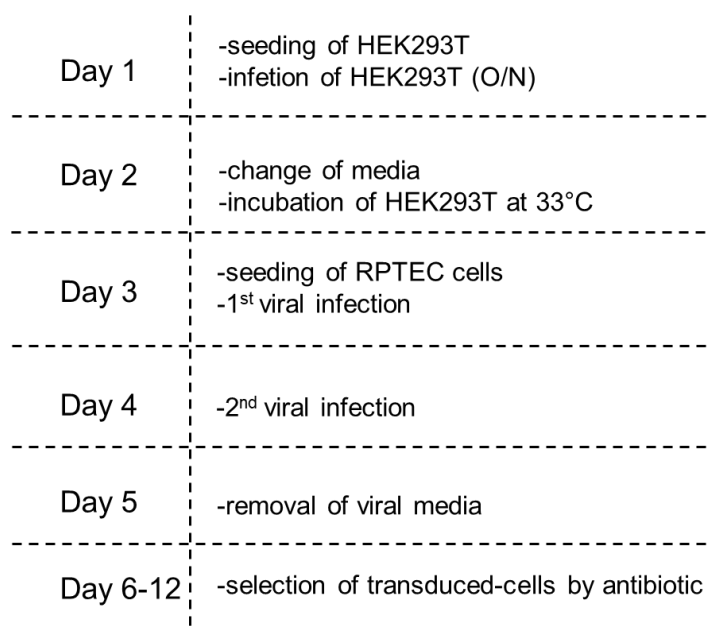 Day 1
-seeding of HEK293T
-infetion of HEK293T (O/N)
Day 2
-change of media
-incubation of HEK293T at 33°C
Day 3
-seeding of RPTEC cells
-1st viral infection
Day 4
-2nd viral infection
Day 5
-removal of viral media
Day 6-12
-selection of transduced-cells by antibiotic